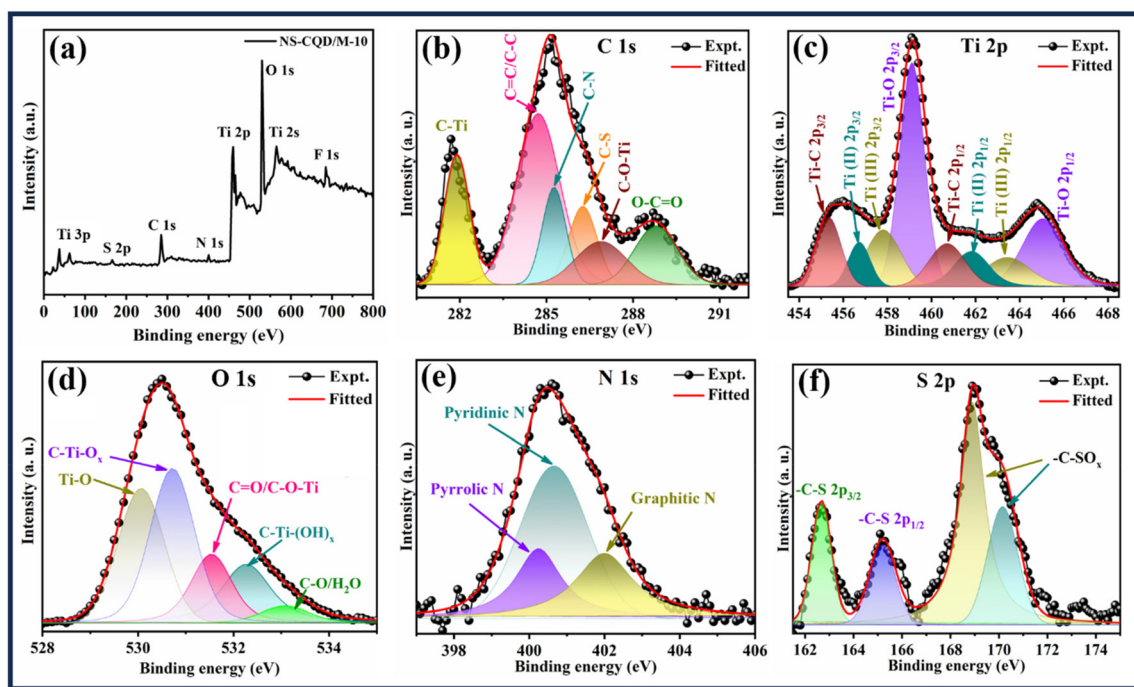 (a)
NS-CQD/M-10
O 1s
Ti 2p
Ti 2s
F 1s
C 1s
Ti 3p
S 2p
N 1s
Intensity (a.u.)
0 100 200 300 400 500 600 700 800
Binding energy (eV)
(b)
C 1s
Expt.
Fitted
C=C/C-C
C-N
C-Ti
C-S
C-O-Ti
O-C=O
Intensity (a.u.)
282 285 288 291
Binding energy (eV)
(c)
Ti 2p
Expt.
Fitted
Ti-C 2p3/2
Ti (II) 2p3/2
Ti (III) 2p3/2
Ti-O 2p3/2
Ti-C 2p1/2
Ti (II) 2p1/2
Ti (III) 2p1/2
Ti-O 2p1/2
Intensity (a.u.)
454 456 458 460 462 464 466 468
Binding energy (eV)
(d)
O 1s
Expt.
Fitted
C-Ti-Ox
Ti-O
C=O/C-O-Ti
C-Ti-(OH)x
C-O/H2O
Intensity (a. u.)
528 530 532 534
Binding energy (eV)
(e)
N 1s
Expt.
Fitted
Pyridinic N
Pyrrolic N
Graphitic N
Intensity (a. u.)
398 400 402 404 406
Binding energy (eV)
(f)
S 2p
Expt.
Fitted
-C-S 2p3/2
-C-S 2p1/2
-C-SOx
Intensity (a. u.)
162 164 166 168 170 172 174
Binding energy (eV)